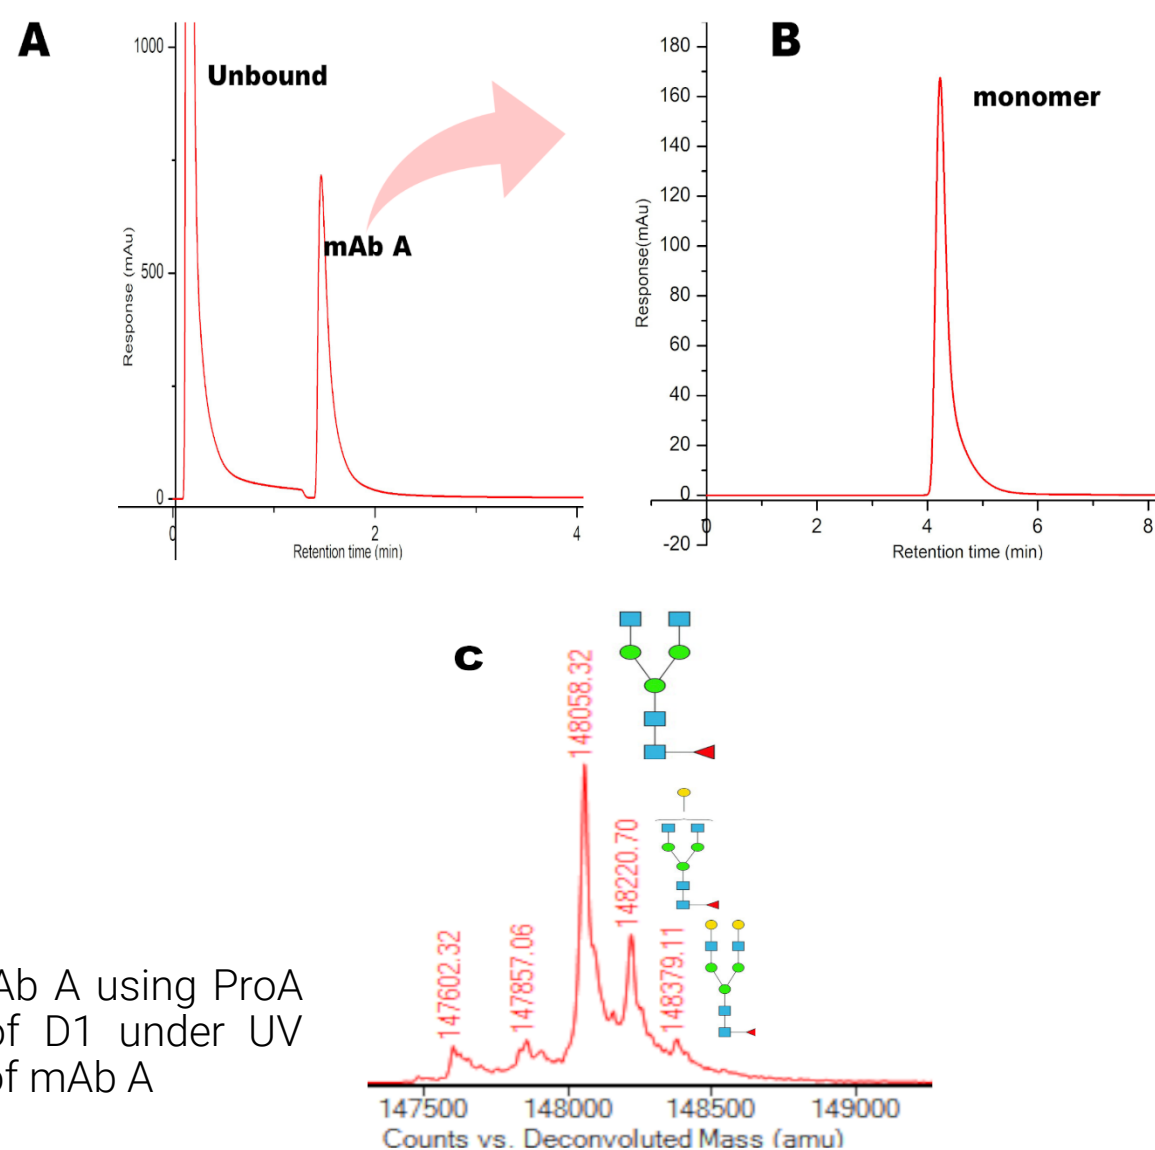 A
1000
Unbound
mAb A
500
0
Response (mAu)
0
2
4
Retention time (min)
B
180
monomer
160
140
120
100
80
60
40
20
0
-20
Response(mAu)
0
2
4
6
8
Retention time (min)
C
148058.32
148220.70
147602.32
147857.06
148379.11
147500
148000
148500
149000
Counts vs. Deconvoluted Mass (amu)
Ab A using ProA
of D1 under UV
of mAb A